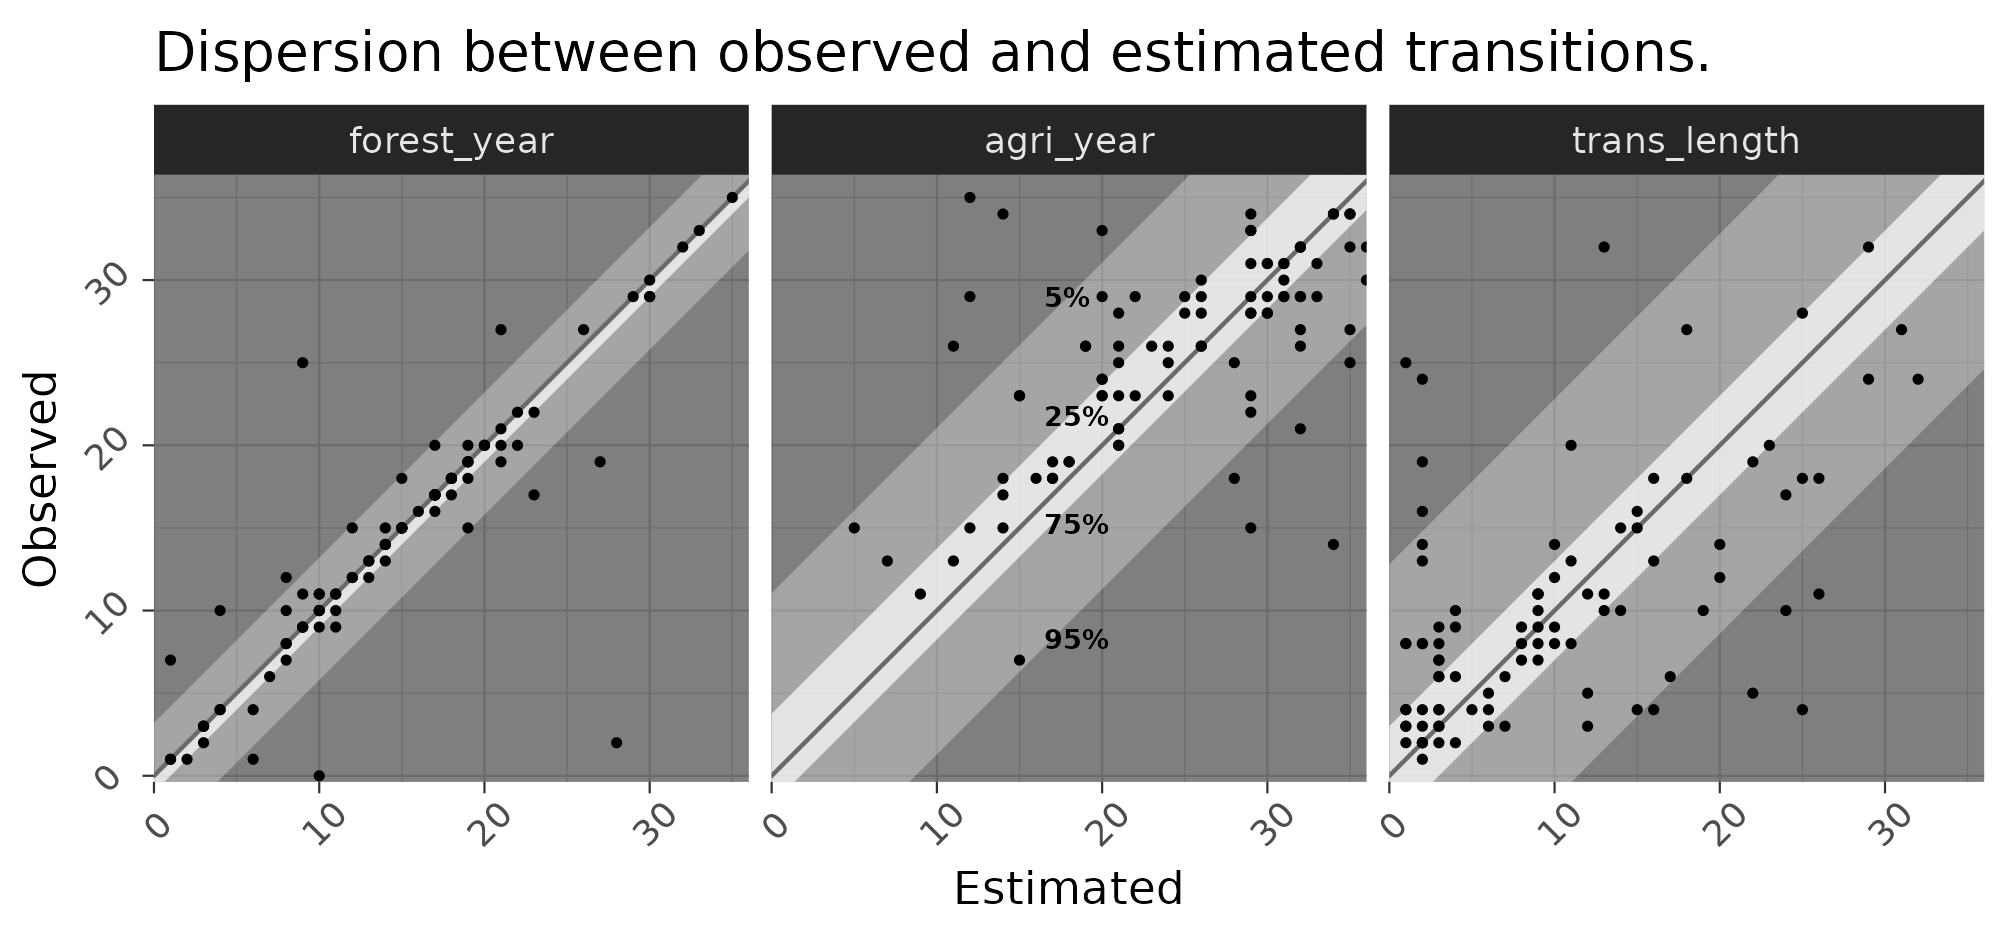 Dispersion between observed and estimated transitions.
forest_year
agri_year
trans_length
Observed
30
20
10
0
5%
25%
75%
95%
0 10 20 30
0 10 20 30
0 10 20 30
Estimated